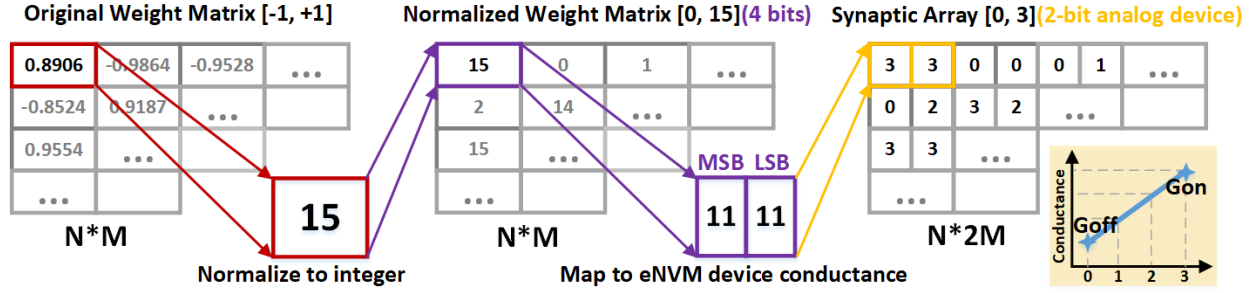 Original Weight Matrix [-1, +1]
0.8906 -0.9864 -0.9528 ...
-0.8524 0.9187 ...
0.9554 ...
...
N*M
15
Normalize to integer
Normalized Weight Matrix [0, 15](4 bits)
15 0 1 ...
2 14 ...
15 ...
...
N*M
MSB LSB
11 11
Map to eNVM device conductance
Synaptic Array [0, 3](2-bit analog device)
3 3 0 0 0 1 ...
0 2 3 2 ...
3 3 ...
...
N*2M
Conductance
Gon
Goff
0 1 2 3